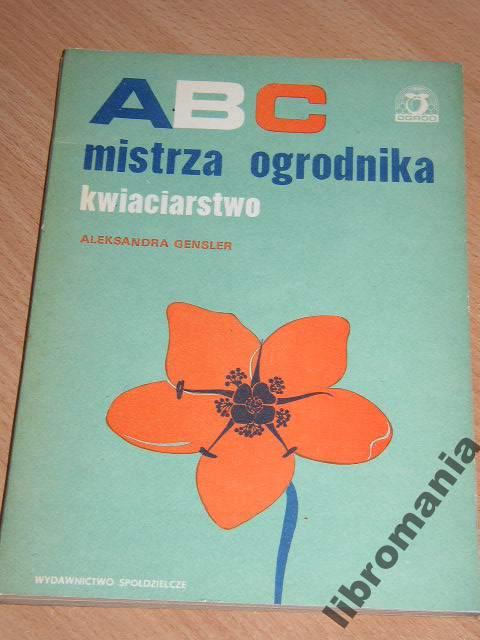 ABC
OGRÓD
mistrza ogrodnika
kwiaciarstwo
ALEKSANDRA GENSLER
WYDAWNICTWO SPÓŁDZIELCZE
libromania